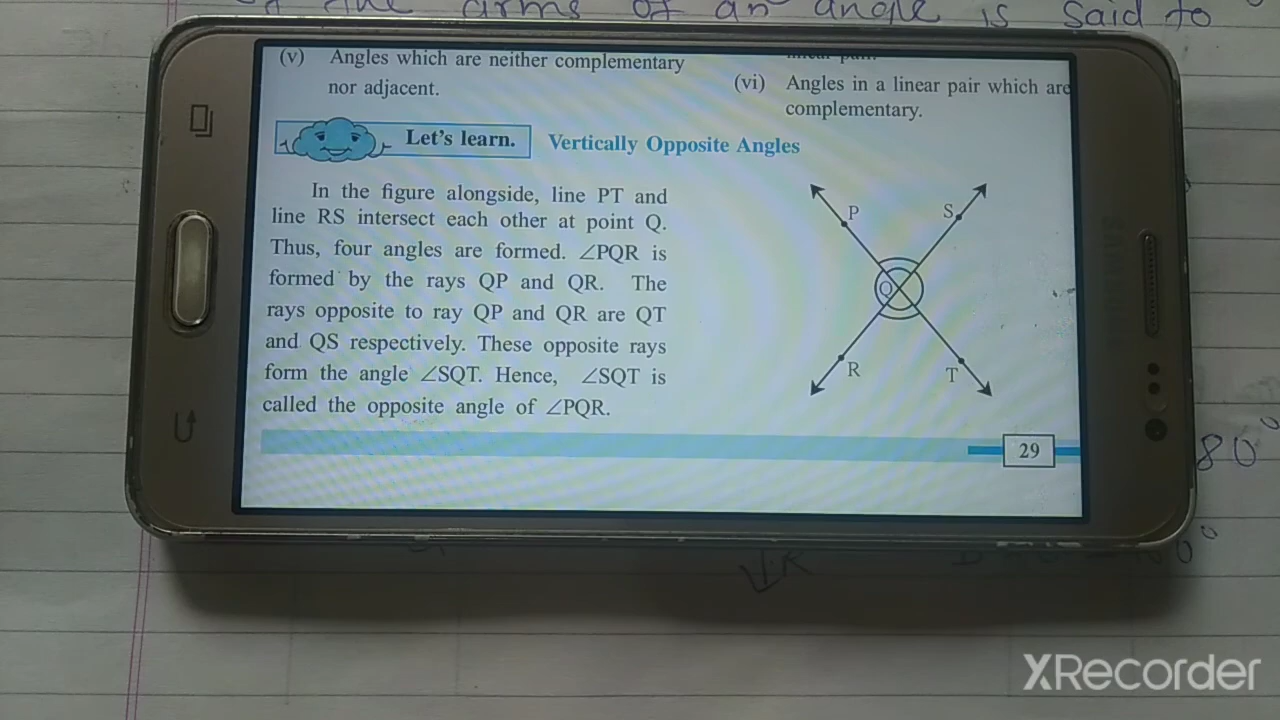 of the arms of an angle is said to
(v) Angles which are neither complementary
nor adjacent.
(vi) Angles in a linear pair which are
complementary.
Let's learn. Vertically Opposite Angles
In the figure alongside, line PT and
line RS intersect each other at point Q.
Thus, four angles are formed. ∠PQR is
formed by the rays QP and QR. The
rays opposite to ray QP and QR are QT
and QS respectively. These opposite rays
form the angle ∠SQT. Hence, ∠SQT is
called the opposite angle of ∠PQR.
P
S
Q
R
T
29
80°
K
XRecorder